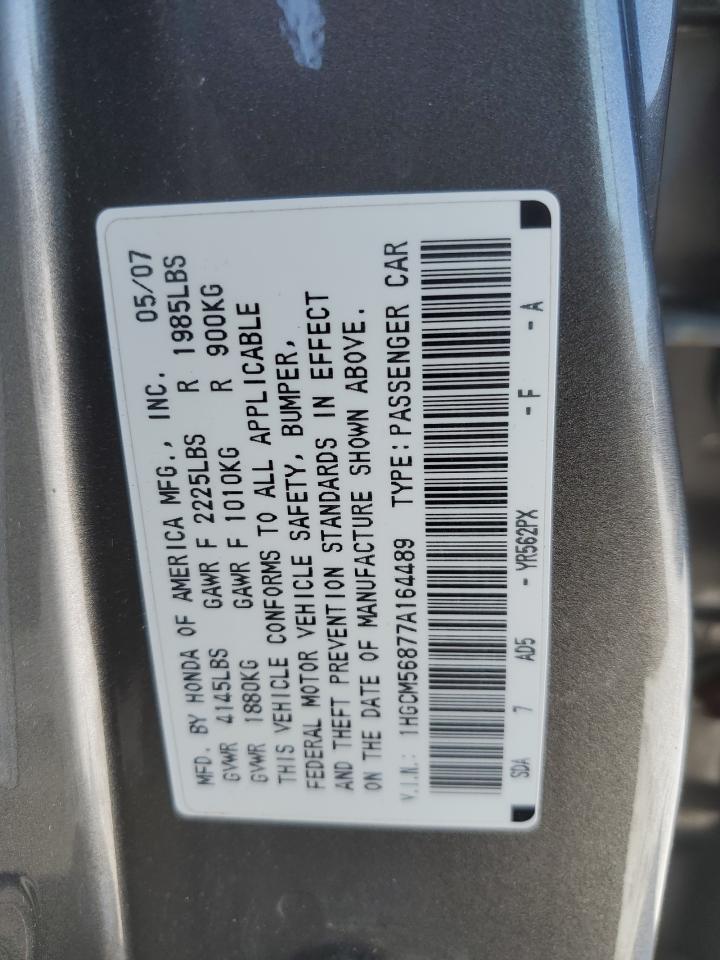 MFD. BY HONDA OF AMERICA MFG., INC. 05/07
GVWR 4145LBS GAWR F 2225LBS R 1985LBS
GVWR 1880KG GAWR F 1010KG R 900KG
THIS VEHICLE CONFORMS TO ALL APPLICABLE
FEDERAL MOTOR VEHICLE SAFETY, BUMPER,
AND THEFT PREVENTION STANDARDS IN EFFECT
ON THE DATE OF MANUFACTURE SHOWN ABOVE.
V.I.N.: 1HGCM56877A164489 TYPE:PASSENGER CAR
SDA 7 AD5 - YR562PX - F - A